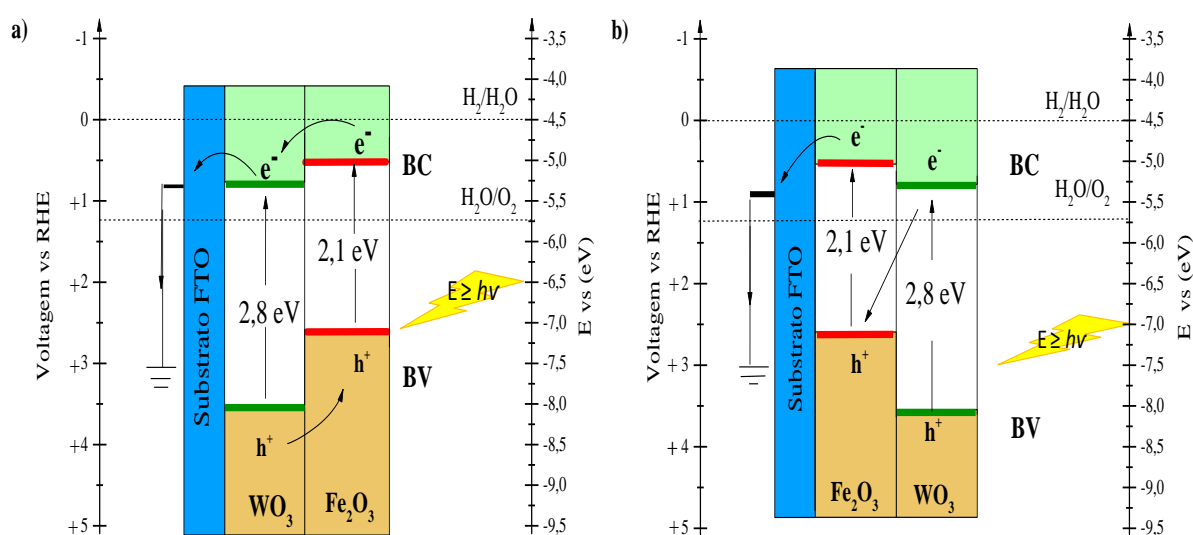 a)
Voltagem vs RHE
-1
0
+1
+2
+3
+4
+5
Substrato FTO
e-
e-
BC
2,8 eV
2,1 eV
h+
h+
BV
WO3
Fe2O3
H2/H2O
H2O/O2
E ≥ hν
E vs (eV)
-3,5
-4,0
-4,5
-5,0
-5,5
-6,0
-6,5
-7,0
-7,5
-8,0
-8,5
-9,0
-9,5
b)
Voltagem vs RHE
-1
0
+1
+2
+3
+4
+5
Substrato FTO
e-
e-
BC
2,1 eV
2,8 eV
h+
h+
BV
Fe2O3
WO3
H2/H2O
H2O/O2
E ≥ hν
E vs (eV)
-3,5
-4,0
-4,5
-5,0
-5,5
-6,0
-6,5
-7,0
-7,5
-8,0
-8,5
-9,0
-9,5